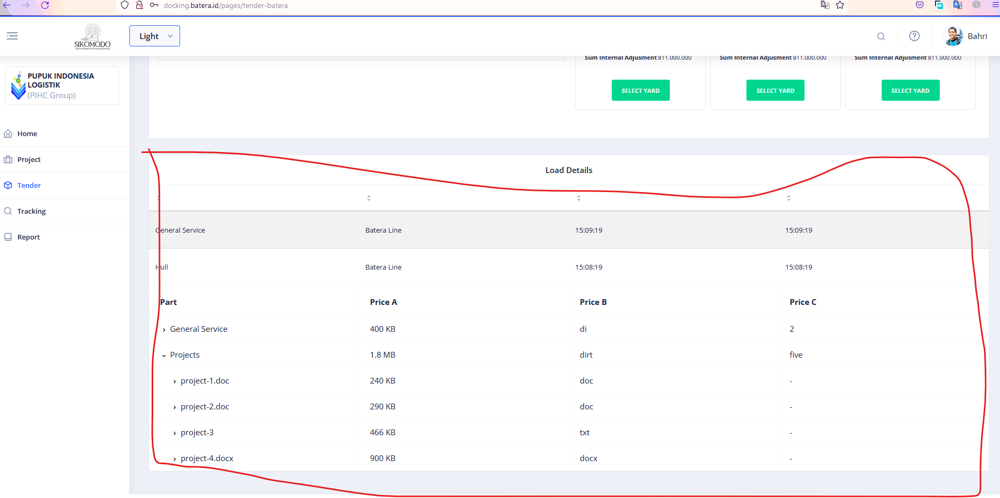 docking.batera.id/pages/tender-batera
SIKOMODO
Sistem Kolaborasi Monitoring Docking
Light
Bahri
PUPUK INDONESIA
LOGISTIK
(PIHC Group)
Home
Project
Tender
Tracking
Report
Sum Internal Adjusment 811.000.000 Sum Internal Adjusment 811.000.000 Sum Internal Adjusment 811.000.000
SELECT YARD SELECT YARD SELECT YARD
Load Details
General Service Batera Line 15:09:19 15:09:19
Hull Batera Line 15:08:19 15:08:19
Part Price A Price B Price C
General Service 400 KB di 2
Projects 1.8 MB dirt five
project-1.doc 240 KB doc -
project-2.doc 290 KB doc -
project-3 466 KB txt -
project-4.docx 900 KB docx -